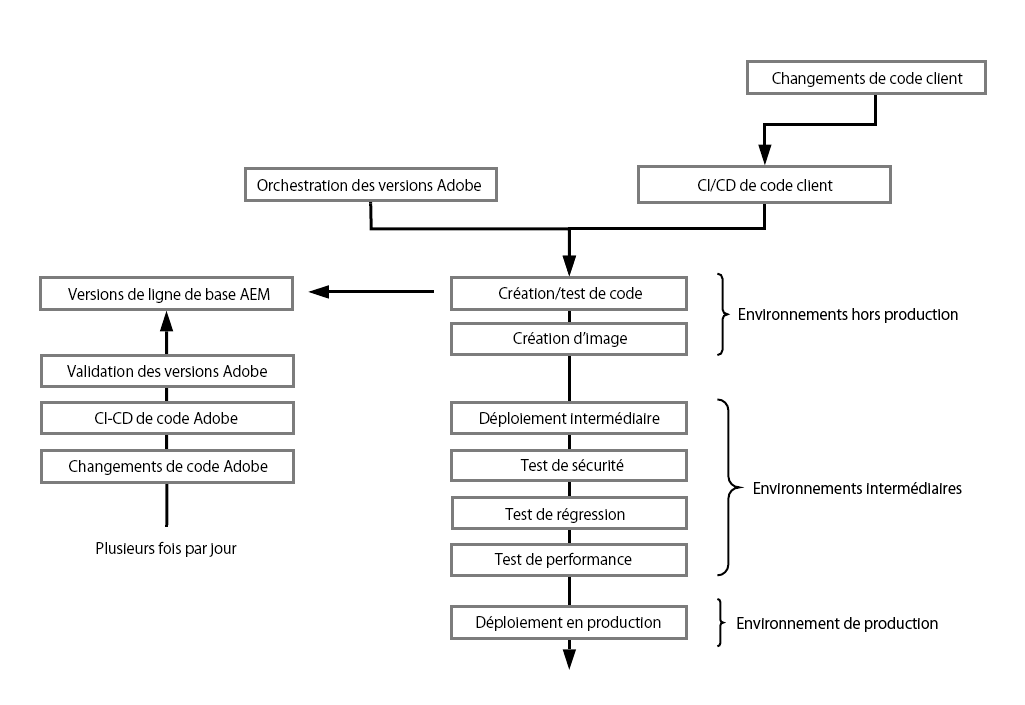 Changements de code client
Orchestration des versions Adobe
CI/CD de code client
Versions de ligne de base AEM
Création/test de code
Création d’image
Environnements hors production
Validation des versions Adobe
CI-CD de code Adobe
Changements de code Adobe
Plusieurs fois par jour
Déploiement intermédiaire
Test de sécurité
Test de régression
Test de performance
Environnements intermédiaires
Déploiement en production
Environnement de production